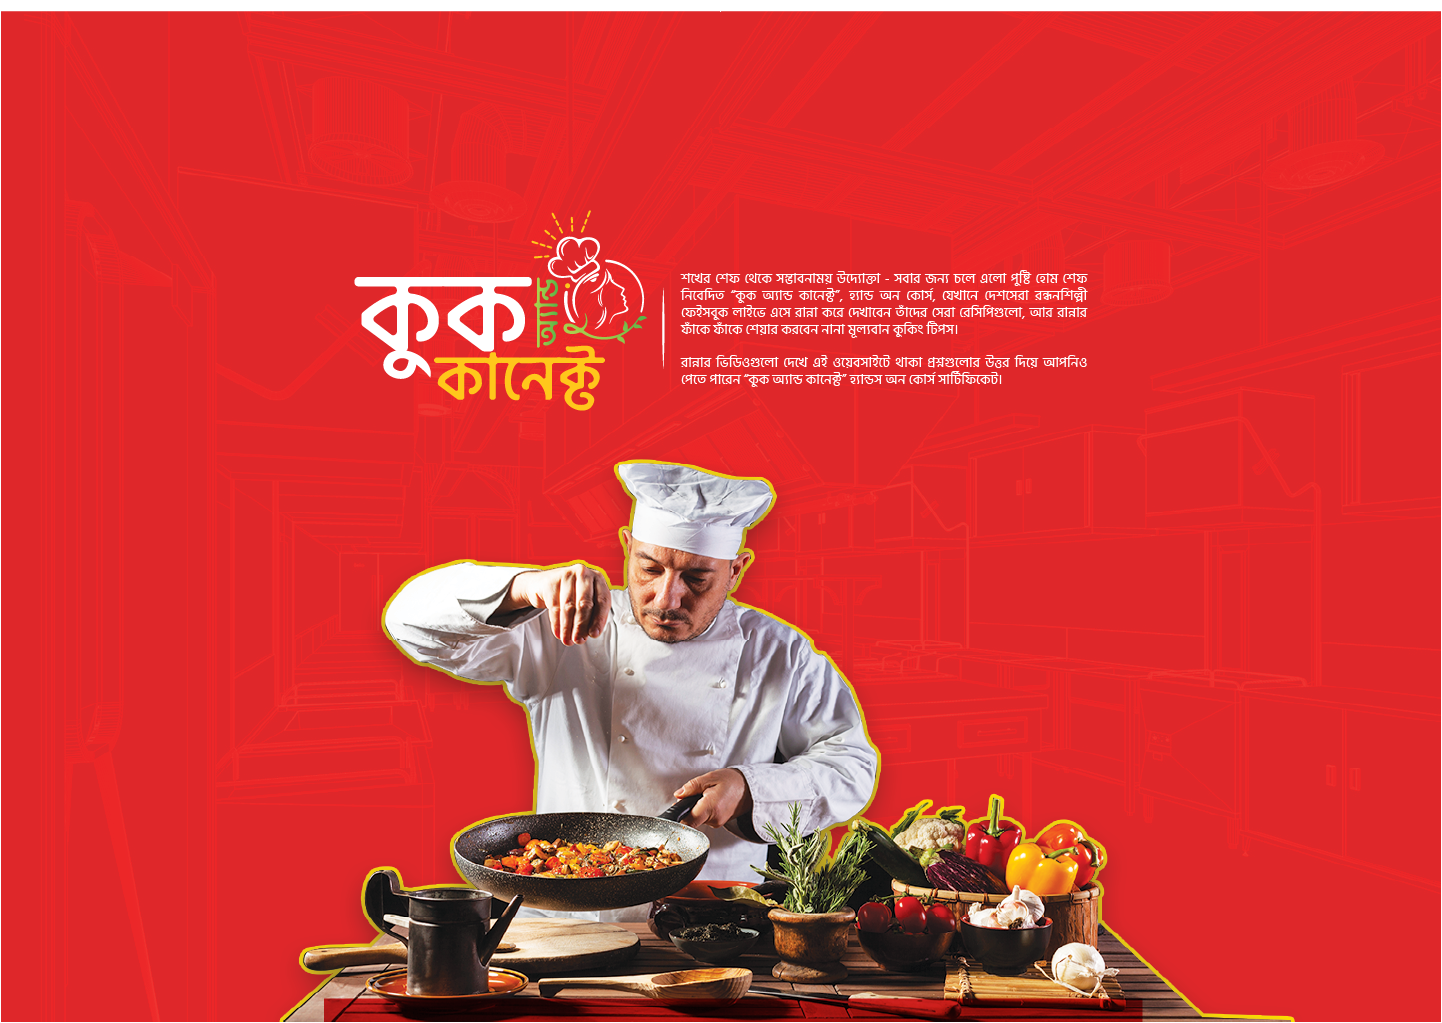 কুক
অ্যান্ড
কানেক্ট
শখের শেফ থেকে সম্ভাবনাময় উদ্যোক্তা - সবার জন্য চলে এলো পুষ্টি হোম শেফ
নিবেদিত “কুক অ্যান্ড কানেক্ট”, হ্যান্ড অন কোর্স, যেখানে দেশসেরা রন্ধনশিল্পী
ফেইসবুক লাইভে এসে রান্না করে দেখাবেন তাঁদের সেরা রেসিপিগুলো, আর রান্নার
ফাঁকে ফাঁকে শেয়ার করবেন নানা মূল্যবান কুকিং টিপস।
রান্নার ভিডিওগুলো দেখে এই ওয়েবসাইটে থাকা প্রশ্নগুলোর উত্তর দিয়ে আপনিও
পেতে পারেন “কুক অ্যান্ড কানেক্ট” হ্যান্ডস অন কোর্স সার্টিফিকেট।